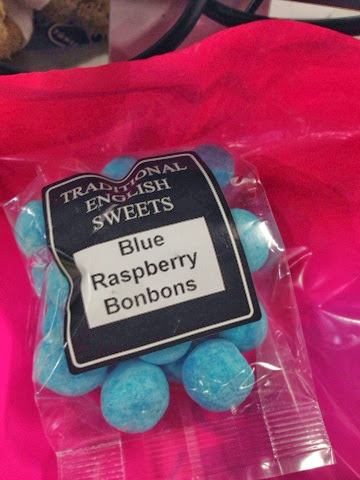 TRADITIONAL
ENGLISH
SWEETS
Blue
Raspberry
Bonbons